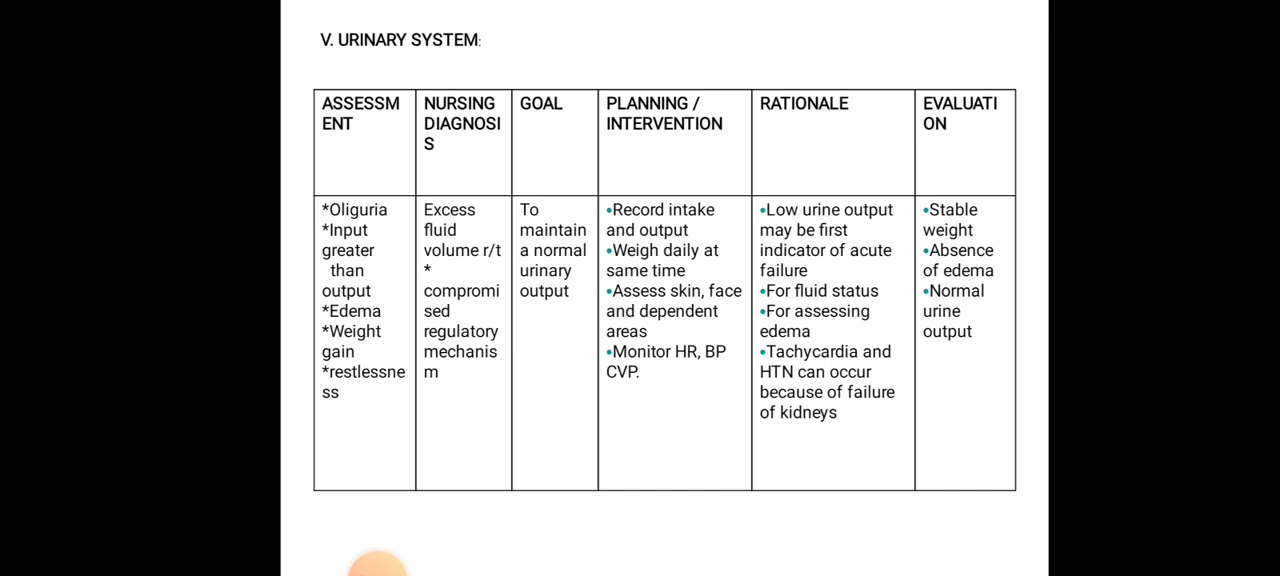 V. URINARY SYSTEM:
ASSESSM
ENT
NURSING
DIAGNOSI
S
GOAL
PLANNING /
INTERVENTION
RATIONALE
EVALUATI
ON
*Oliguria
*Input
greater
than
output
*Edema
*Weight
gain
*restlessne
ss
Excess
fluid
volume r/t
*
compromi
sed
regulatory
mechanis
m
To
maintain
a normal
urinary
output
•Record intake
and output
•Weigh daily at
same time
•Assess skin, face
and dependent
areas
•Monitor HR, BP
CVP.
•Low urine output
may be first
indicator of acute
failure
•For fluid status
•For assessing
edema
•Tachycardia and
HTN can occur
because of failure
of kidneys
•Stable
weight
•Absence
of edema
•Normal
urine
output